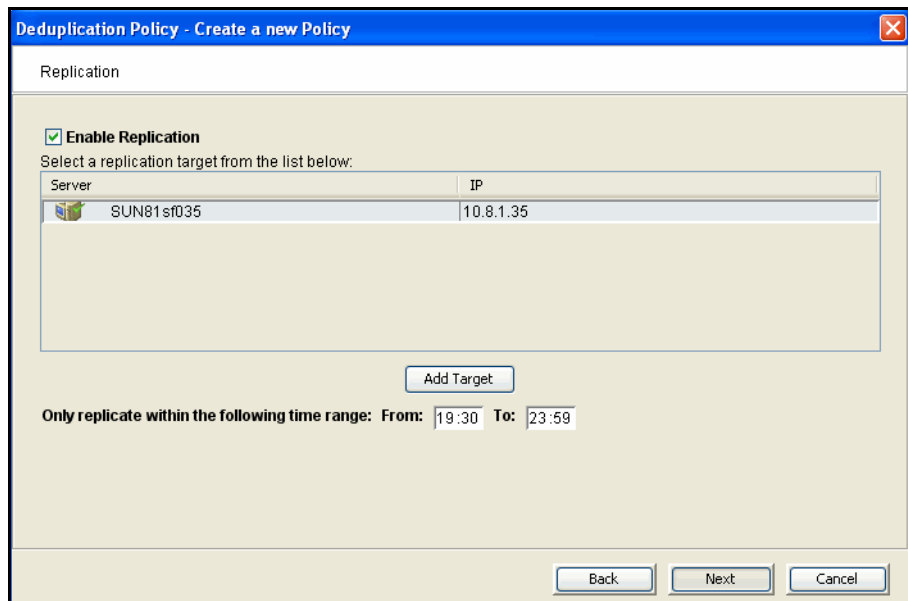 Deduplication Policy - Create a new Policy
Replication
Enable Replication
Select a replication target from the list below:
Server IP
SUN81sf035 10.8.1.35
Add Target
Only replicate within the following time range: From: 19:30 To: 23:59
Back Next Cancel